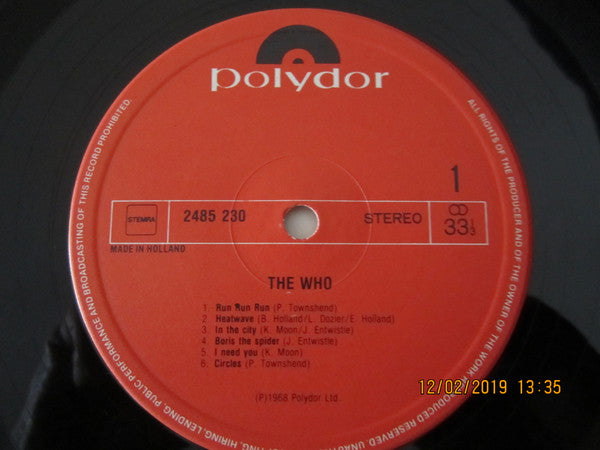 polydor
1
STEMRA
2485 230
STEREO
33 1/3
MADE IN HOLLAND
THE WHO
1. Run Run Run (P. Townshend)
2. Heatwave (B. Holland/L. Dozier/E. Holland)
3. In the city (K. Moon/J. Entwistle)
4. Boris the spider (J. Entwistle)
5. I need you (K. Moon)
6. Circles (P. Townshend)
(P)1968 Polydor Ltd.
ALL RIGHTS OF THE PRODUCER AND OF THE OWNER OF THE WORK REPRODUCED RESERVED. UNAUTHORISED
HIRING, LENDING, PUBLIC PERFORMANCE AND BROADCASTING OF THIS RECORD PROHIBITED.
12/02/2019 13:35